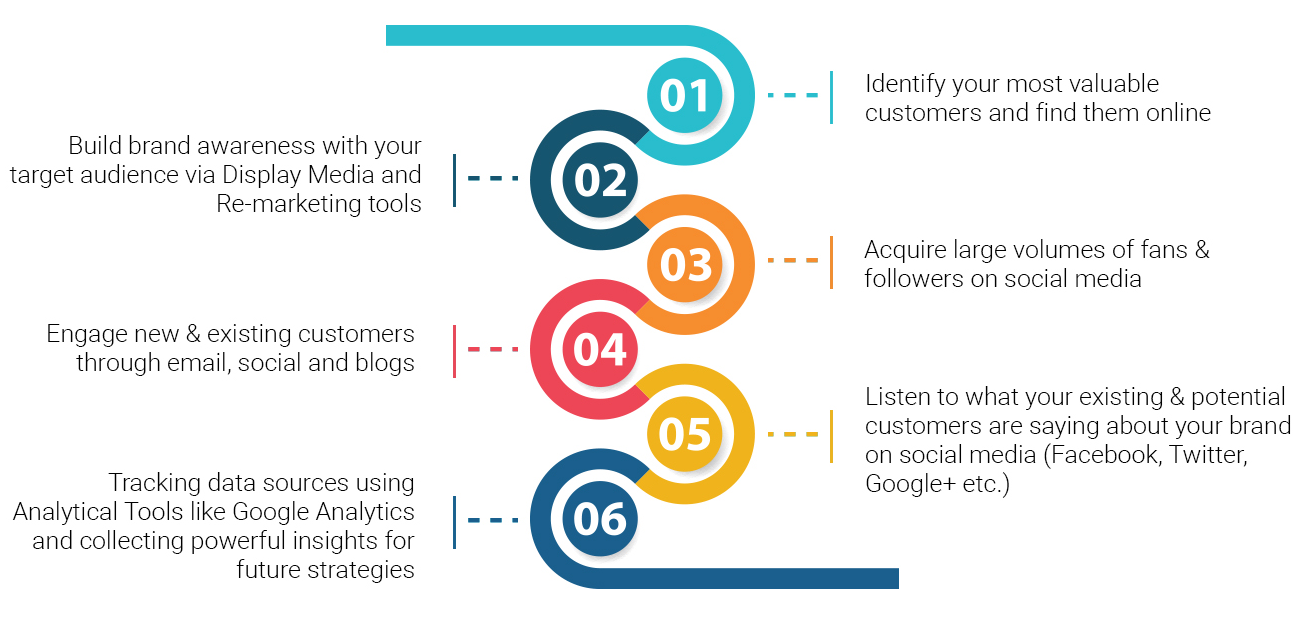 01
Identify your most valuable
customers and find them online
Build brand awareness with your
target audience via Display Media and
Re-marketing tools
02
03
Acquire large volumes of fans &
followers on social media
Engage new & existing customers
through email, social and blogs
04
05
Listen to what your existing & potential
customers are saying about your brand
on social media (Facebook, Twitter,
Google+ etc.)
Tracking data sources using
Analytical Tools like Google Analytics
and collecting powerful insights for
future strategies
06